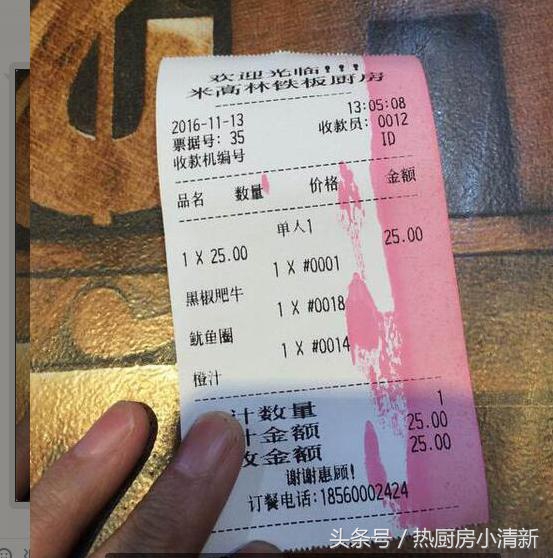 欢迎光临!!!
米高林铁板厨房
2016-11-13 13:05:08
票据号: 35 收款员: 0012
收款机编号 ID
品名 数量 价格 金额
单人1
1 X 25.00 25.00
1 X #0001
黑椒肥牛
1 X #0018
鱿鱼圈
1 X #0014
橙汁
计数量 1
计金额 25.00
收金额 25.00
谢谢惠顾!
订餐电话:18560002424
头条号 / 热厨房小清新